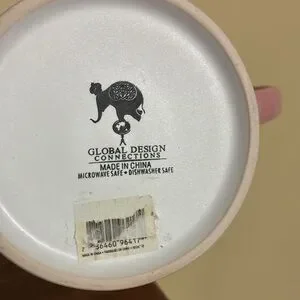 GLOBAL DESIGN
CONNECTIONS
MADE IN CHINA
MICROWAVE SAFE • DISHWASHER SAFE